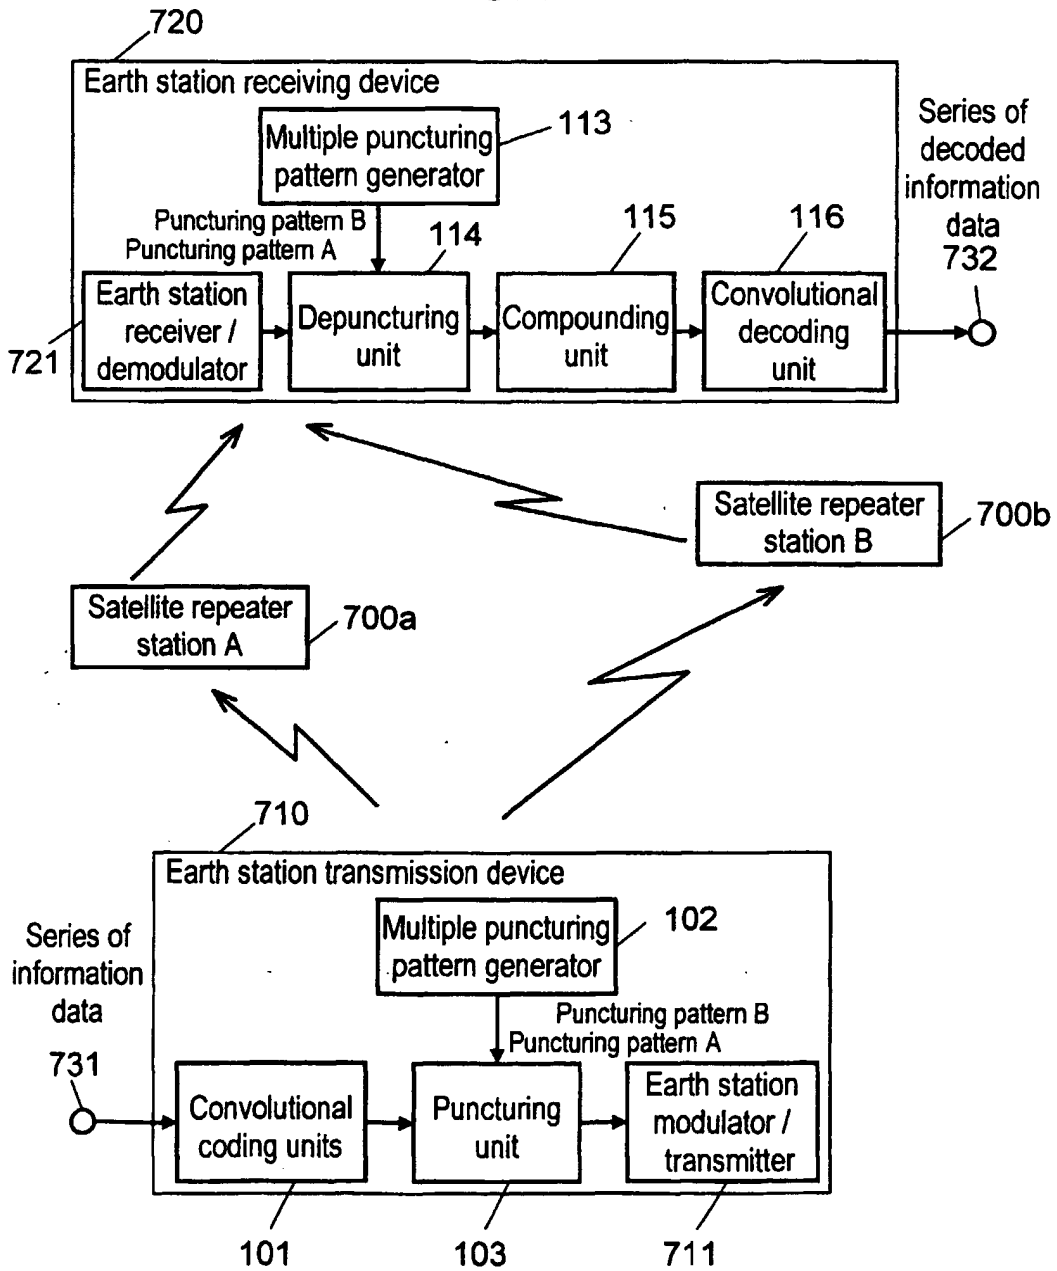 720
Earth station receiving device
Multiple puncturing
pattern generator
113
Puncturing pattern B
Puncturing pattern A
114
115
116
Series of
decoded
information
data
732
Earth station
receiver /
demodulator
721
Depuncturing
unit
Compounding
unit
Convolutional
decoding
unit
Satellite repeater
station B
700b
Satellite repeater
station A
700a
710
Earth station transmission device
Multiple puncturing
pattern generator
102
Series of
information
data
731
Puncturing pattern B
Puncturing pattern A
Convolutional
coding units
Puncturing
unit
Earth station
modulator /
transmitter
101
103
711